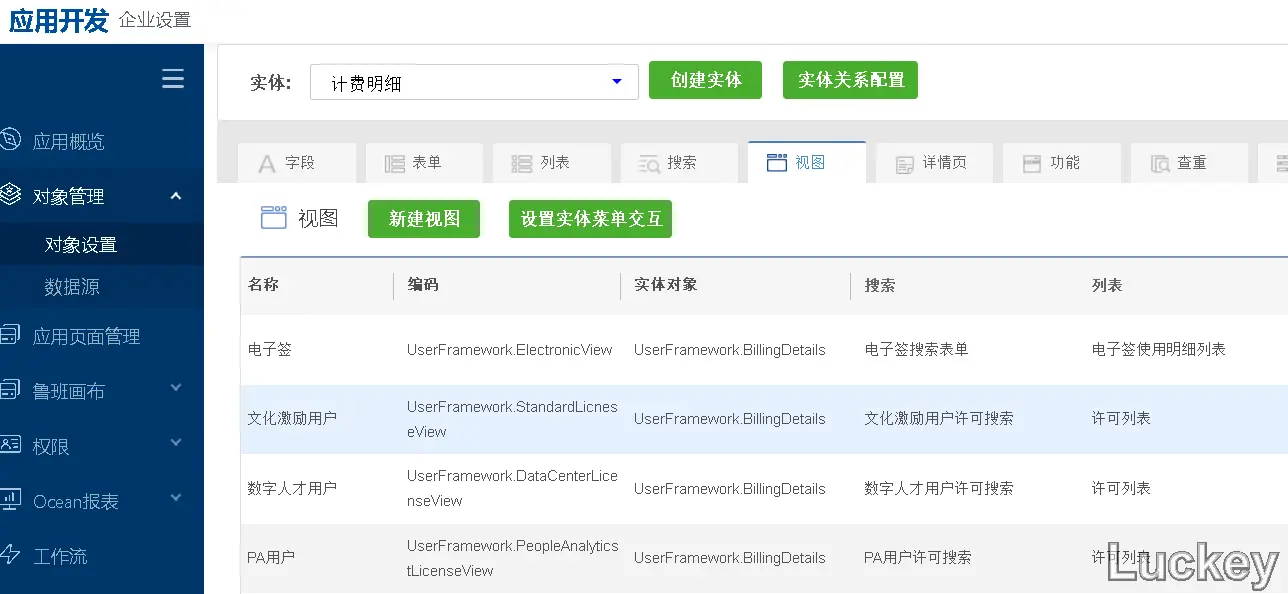 应用开发 企业设置
实体: 计费明细 创建实体 实体关系配置
应用概览
对象管理
对象设置
数据源
应用页面管理
鲁班画布
权限
Ocean报表
工作流
字段 表单 列表 搜索 视图 详情页 功能 查重
视图 新建视图 设置实体菜单交互
名称 编码 实体对象 搜索 列表
电子签 UserFramework.ElectronicView UserFramework.BillingDetails 电子签搜索表单 电子签使用明细列表
文化激励用户 UserFramework.StandardLicnes
eView UserFramework.BillingDetails 文化激励用户许可搜索 许可列表
数字人才用户 UserFramework.DataCenterLice
nseView UserFramework.BillingDetails 数字人才用户许可搜索 许可列表
PA用户 UserFramework.PeopleAnalytics
tLicenseView UserFramework.BillingDetails PA用户许可搜索 许可列表
Luckey